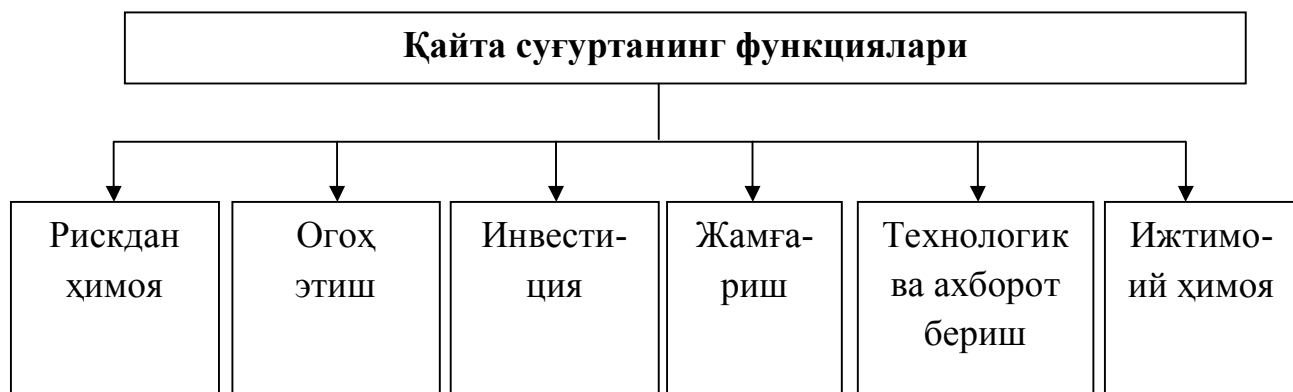 Қайта суғуртанинг функциялари
Рискдан
ҳимоя
Огоҳ
этиш
Инвести-
ция
Жамға-
риш
Технологик
ва ахборот
бериш
Ижтимо-
ий ҳимоя